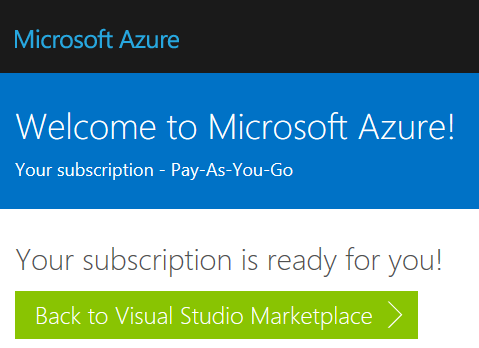 Microsoft Azure
Welcome to Microsoft Azure!
Your subscription - Pay-As-You-Go
Your subscription is ready for you!
Back to Visual Studio Marketplace